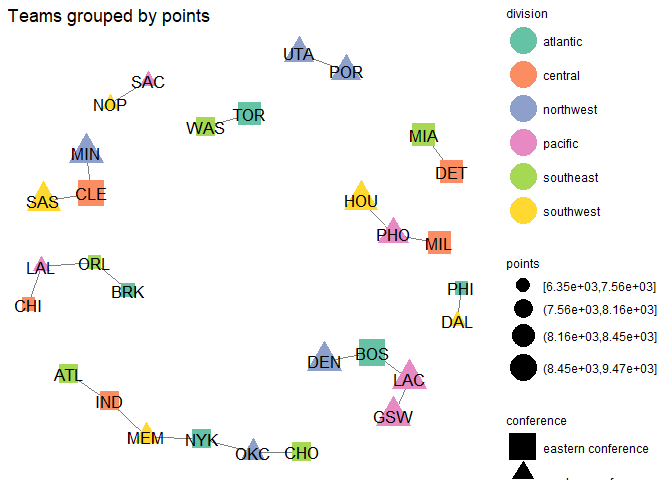 Teams grouped by points
UTA
POR
SAC
NOP
WAS
TOR
MIA
DET
MIN
SAS
CLE
HOU
PHO
MIL
LAL
ORL
CHI
BRK
PHI
DAL
DEN
BOS
LAC
GSW
ATL
IND
MEM
NYK
OKC
CHO
division
atlantic
central
northwest
pacific
southeast
southwest
points
[6.35e+03,7.56e+03]
(7.56e+03,8.16e+03]
(8.16e+03,8.45e+03]
(8.45e+03,9.47e+03]
conference
eastern conference